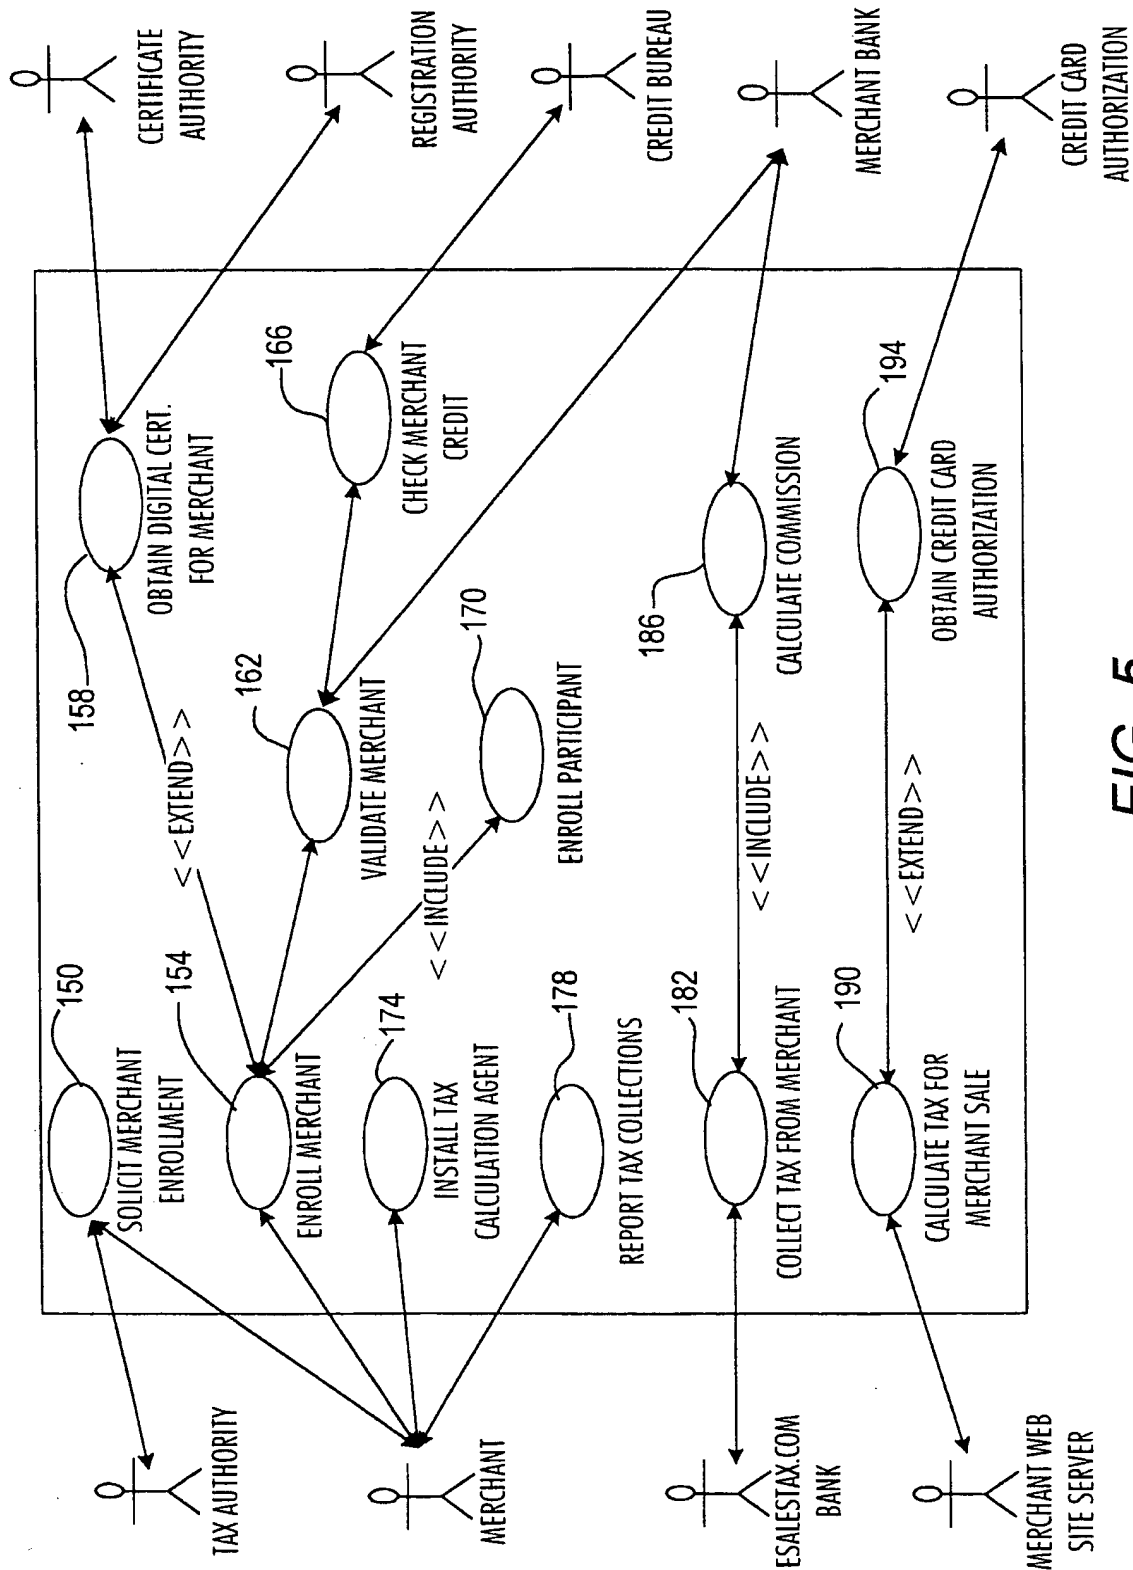 TAX AUTHORITY
MERCHANT
ESALESTAX.COM
BANK
MERCHANT WEB
SITE SERVER
150
SOLICIT MERCHANT
ENROLLMENT
154
ENROLL MERCHANT
174
INSTALL TAX
CALCULATION AGENT
178
REPORT TAX COLLECTIONS
182
COLLECT TAX FROM MERCHANT
190
CALCULATE TAX FOR
MERCHANT SALE
<<EXTEND>>
<<INCLUDE>>
<<INCLUDE>>
<<EXTEND>>
158
OBTAIN DIGITAL CERT.
FOR MERCHANT
162
VALIDATE MERCHANT
166
CHECK MERCHANT
CREDIT
170
ENROLL PARTICIPANT
186
CALCULATE COMMISSION
194
OBTAIN CREDIT CARD
AUTHORIZATION
CERTIFICATE
AUTHORITY
REGISTRATION
AUTHORITY
CREDIT BUREAU
MERCHANT BANK
CREDIT CARD
AUTHORIZATION
FIG. 5